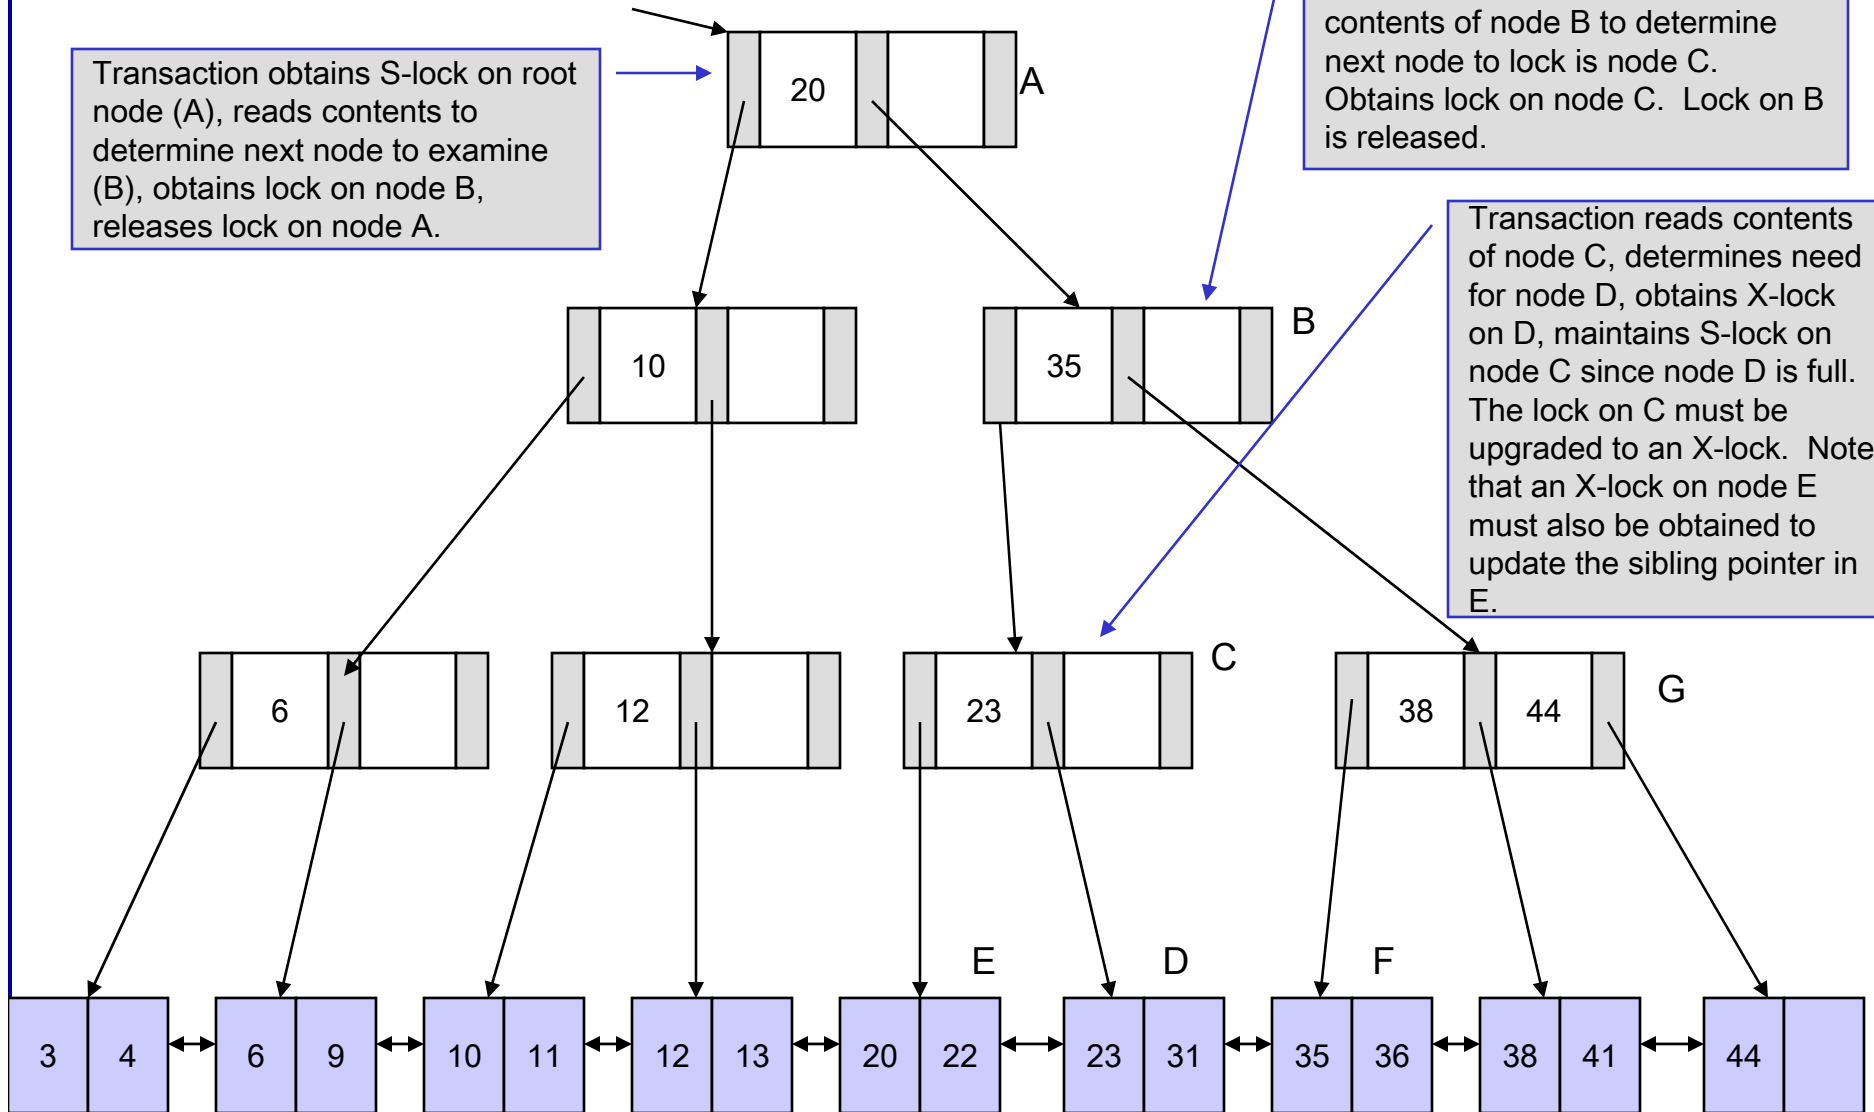 contents of node B to determine
next node to lock is node C.
Obtains lock on node C. Lock on B
is released.
Transaction obtains S-lock on root
node (A), reads contents to
determine next node to examine
(B), obtains lock on node B,
releases lock on node A.
20
A
Transaction reads contents
of node C, determines need
for node D, obtains X-lock
on D, maintains S-lock on
node C since node D is full.
The lock on C must be
upgraded to an X-lock. Note
that an X-lock on node E
must also be obtained to
update the sibling pointer in
E.
10
35
B
6
12
23
C
38 44
G
E
D
F
3 4
6 9
10 11
12 13
20 22
23 31
35 36
38 41
44